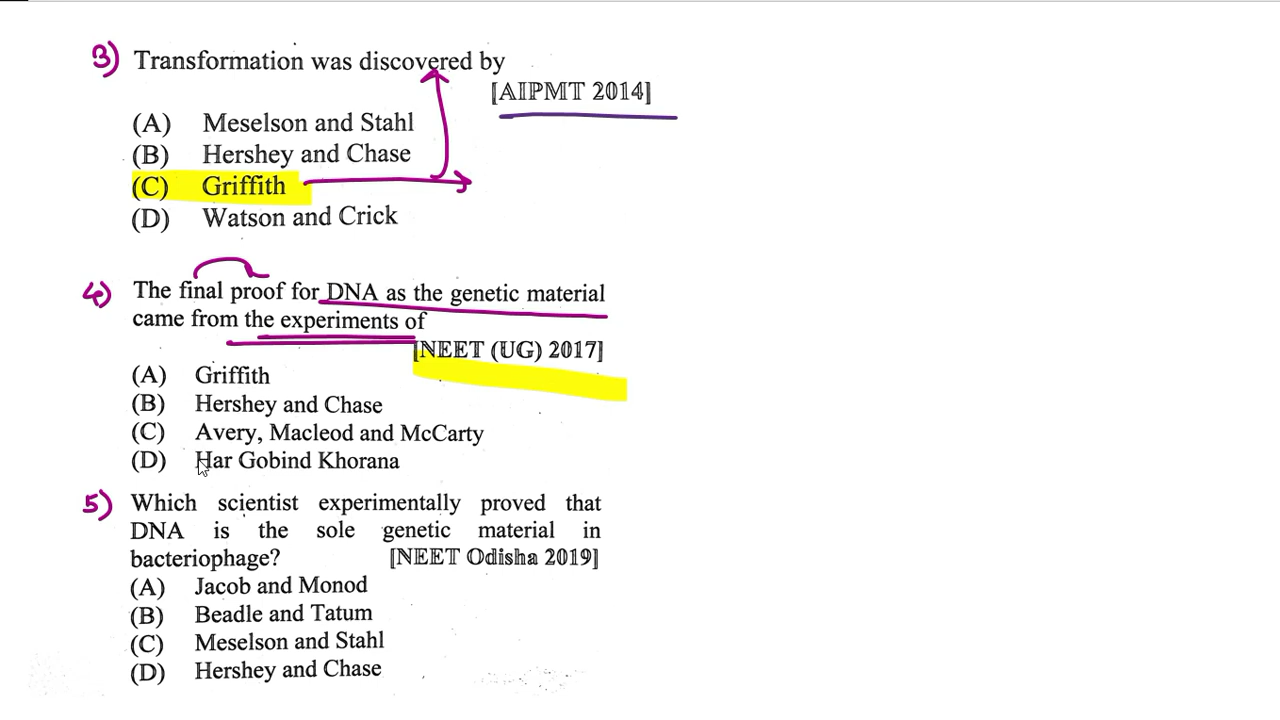 3) Transformation was discovered by
[AIPMT 2014]
(A) Meselson and Stahl
(B) Hershey and Chase
(C) Griffith
(D) Watson and Crick
4) The final proof for DNA as the genetic material
came from the experiments of
[NEET (UG) 2017]
(A) Griffith
(B) Hershey and Chase
(C) Avery, Macleod and McCarty
(D) Har Gobind Khorana
5) Which scientist experimentally proved that
DNA is the sole genetic material in
bacteriophage? [NEET Odisha 2019]
(A) Jacob and Monod
(B) Beadle and Tatum
(C) Meselson and Stahl
(D) Hershey and Chase